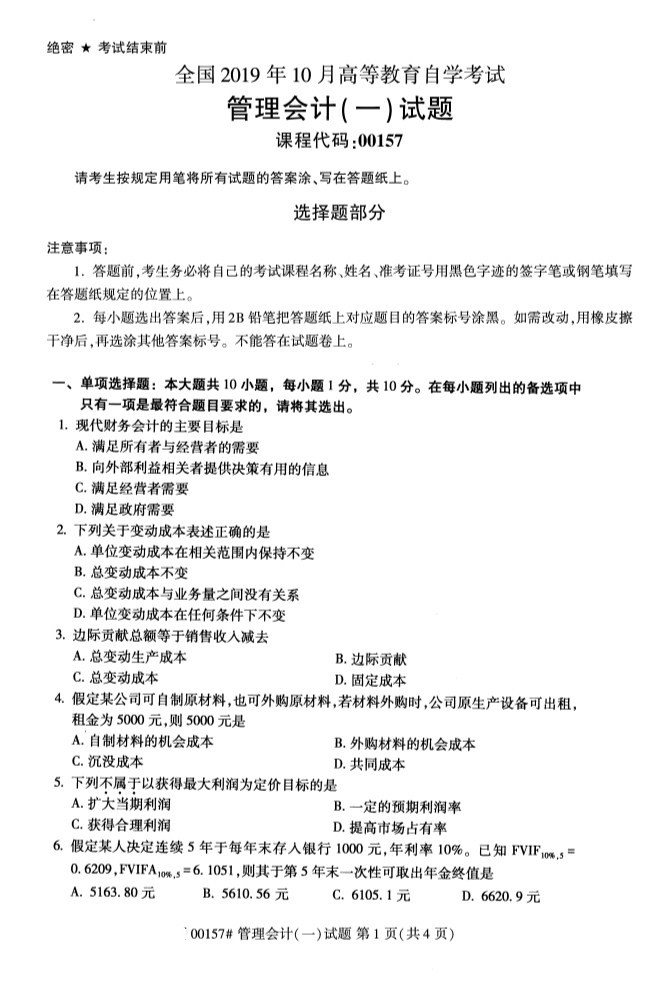 绝密 ★ 考试结束前
全国 2019 年 10 月高等教育自学考试
管理会计(一)试题
课程代码:00157
请考生按规定用笔将所有试题的答案涂、写在答题纸上。
选择题部分
注意事项:
1. 答题前,考生务必将自己的考试课程名称、姓名、准考证号用黑色字迹的签字笔或钢笔填写
在答题纸规定的位置上。
2. 每小题选出答案后,用 2B 铅笔把答题纸上对应题目的答案标号涂黑。如需改动,用橡皮擦
干净后,再选涂其他答案标号。不能答在试题卷上。
一、单项选择题：本大题共 10 小题，每小题 1 分，共 10 分。在每小题列出的备选项中
只有一项是最符合题目要求的，请将其选出。
1. 现代财务会计的主要目标是
A. 满足所有者与经营者的需要
B. 向外部利益相关者提供决策有用的信息
C. 满足经营者需要
D. 满足政府需要
2. 下列关于变动成本表述正确的是
A. 单位变动成本在相关范围内保持不变
B. 总变动成本不变
C. 总变动成本与业务量之间没有关系
D. 单位变动成本在任何条件下不变
3. 边际贡献总额等于销售收入减去
A. 总变动生产成本 B. 边际贡献
C. 总变动成本 D. 固定成本
4. 假定某公司可自制原材料,也可外购原材料,若材料外购时,公司原生产设备可出租,
租金为 5000 元,则 5000 元是
A. 自制材料的机会成本 B. 外购材料的机会成本
C. 沉没成本 D. 共同成本
5. 下列不属于以获得最大利润为定价目标的是
A. 扩大当期利润 B. 一定的预期利润率
C. 获得合理利润 D. 提高市场占有率
6. 假定某人决定连续 5 年于每年末存入银行 1000 元,年利率 10%。已知 FVIF10%,5 =
0.6209,FVIFA10%,5 =6.1051,则其于第 5 年末一次性可取出年金终值是
A. 5163.80 元 B. 5610.56 元 C. 6105.1 元 D. 6620.9 元
00157# 管理会计(一)试题 第 1 页(共 4 页)